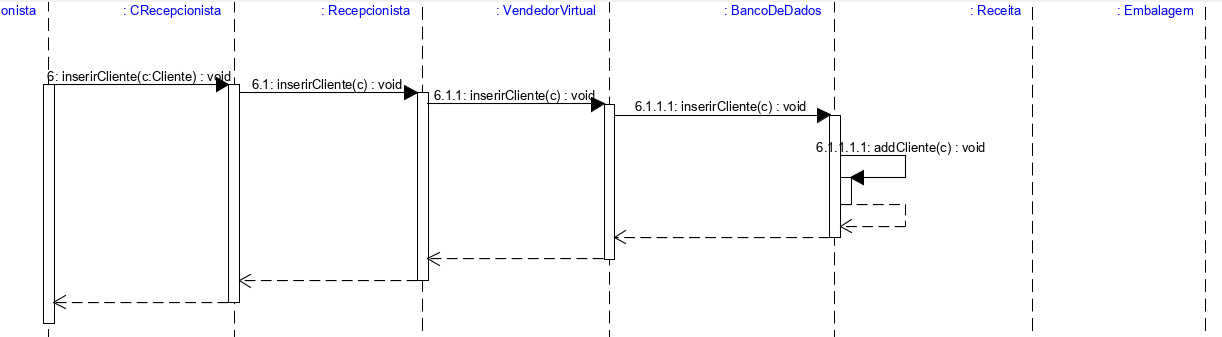 onista
: CRecepcionista
: Recepcionista
: VendedorVirtual
: BancoDeDados
: Receita
: Embalagem
6: inserirCliente(c:Cliente) : void
6.1: inserirCliente(c) : void
6.1.1: inserirCliente(c) : void
6.1.1.1: inserirCliente(c) : void
6.1.1.1.1: addCliente(c) : void